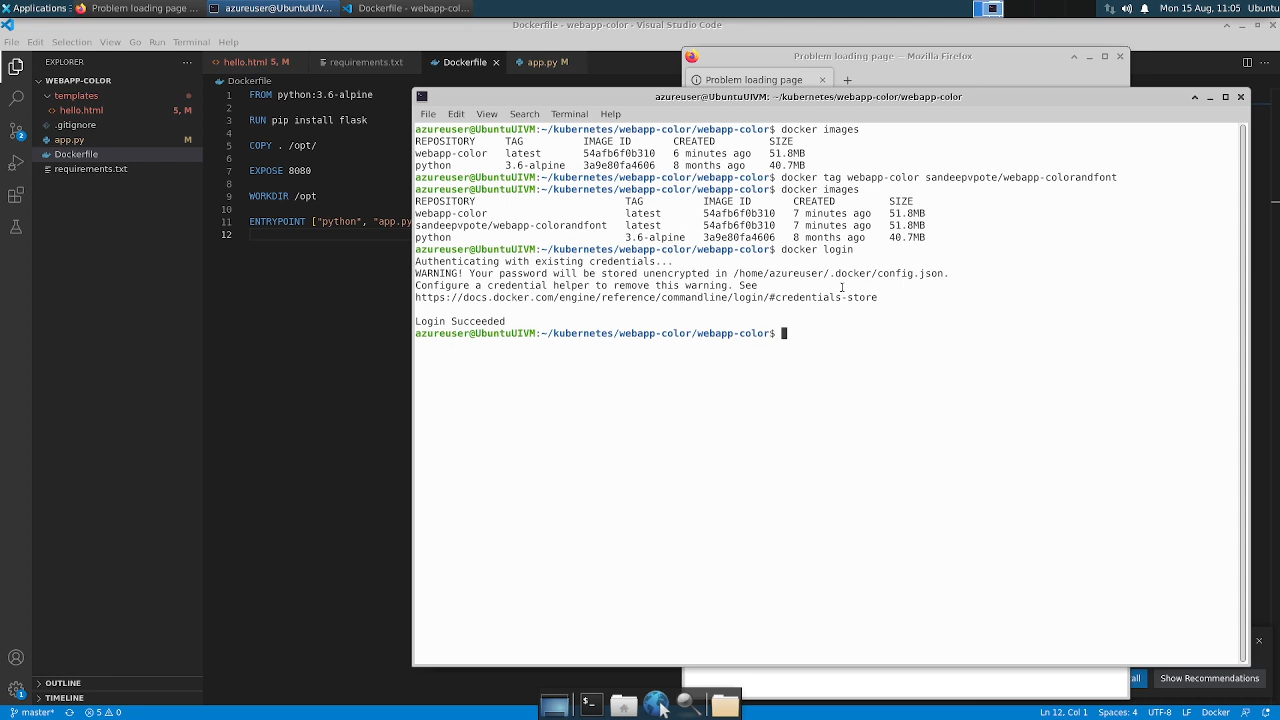 Applications
Problem loading page ...
azureuser@UbuntuUIV...
Dockerfile - webapp-col...
Mon 15 Aug, 11:05 Ubuntu
Dockerfile - webapp-color - Visual Studio Code
File Edit Selection View Go Run Terminal Help
EXPLORER
hello.html 5, M
requirements.txt
Dockerfile
app.py M
WEBAPP-COLOR
templates
hello.html 5, M
.gitignore
app.py M
Dockerfile
requirements.txt
2
Dockerfile
1 FROM python:3.6-alpine
2
3 RUN pip install flask
4
5 COPY . /opt/
6
7 EXPOSE 8080
8
9 WORKDIR /opt
10
11 ENTRYPOINT ["python", "app.py
12
Problem loading page — Mozilla Firefox
Problem loading page
azureuser@UbuntuUIVM: ~/kubernetes/webapp-color/webapp-color
File Edit View Search Terminal Help
azureuser@UbuntuUIVM:~/kubernetes/webapp-color/webapp-color$ docker images
REPOSITORY TAG IMAGE ID CREATED SIZE
webapp-color latest 54afb6f0b310 6 minutes ago 51.8MB
python 3.6-alpine 3a9e80fa4606 8 months ago 40.7MB
azureuser@UbuntuUIVM:~/kubernetes/webapp-color/webapp-color$ docker tag webapp-color sandeepvpote/webapp-colorandfont
azureuser@UbuntuUIVM:~/kubernetes/webapp-color/webapp-color$ docker images
REPOSITORY TAG IMAGE ID CREATED SIZE
webapp-color latest 54afb6f0b310 7 minutes ago 51.8MB
sandeepvpote/webapp-colorandfont latest 54afb6f0b310 7 minutes ago 51.8MB
python 3.6-alpine 3a9e80fa4606 8 months ago 40.7MB
azureuser@UbuntuUIVM:~/kubernetes/webapp-color/webapp-color$ docker login
Authenticating with existing credentials...
WARNING! Your password will be stored unencrypted in /home/azureuser/.docker/config.json.
Configure a credential helper to remove this warning. See
https://docs.docker.com/engine/reference/commandline/login/#credentials-store
Login Succeeded
azureuser@UbuntuUIVM:~/kubernetes/webapp-color/webapp-color$
all
Show Recommendations
OUTLINE
TIMELINE
1
master*
5 0
Ln 12, Col 1 Spaces: 4 UTF-8 LF Docker